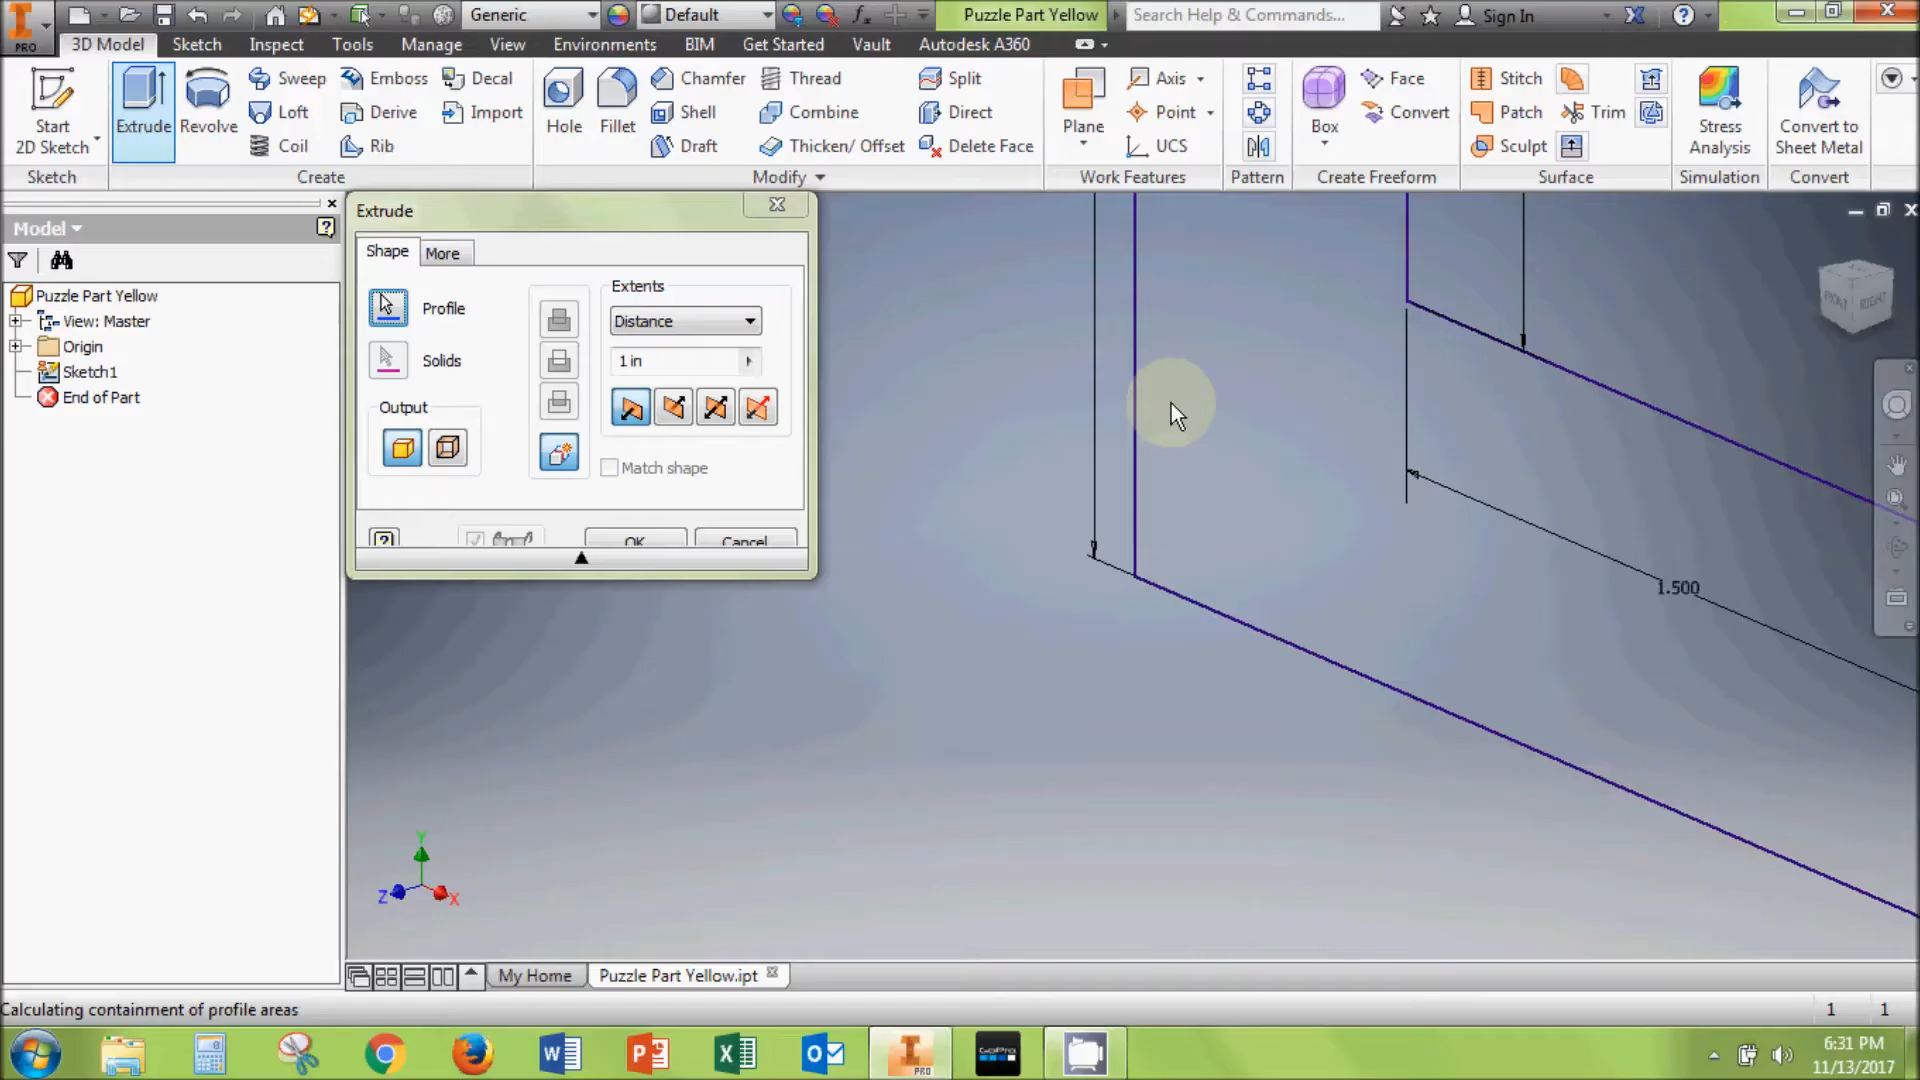 PRO
Generic
Default
Puzzle Part Yellow
Search Help & Commands...
Sign In
3D Model
Sketch
Inspect
Tools
Manage
View
Environments
BIM
Get Started
Vault
Autodesk A360
Start
2D Sketch
Extrude
Revolve
Sweep
Loft
Coil
Emboss
Derive
Rib
Decal
Import
Hole
Fillet
Chamfer
Shell
Draft
Thread
Combine
Thicken/ Offset
Split
Direct
Delete Face
Plane
Axis
Point
UCS
Box
Face
Convert
Stitch
Patch
Sculpt
Trim
Stress
Analysis
Convert to
Sheet Metal
Sketch
Create
Modify
Work Features
Pattern
Create Freeform
Surface
Simulation
Convert
Model
Puzzle Part Yellow
View: Master
Origin
Sketch1
End of Part
Extrude
Shape
More
Profile
Solids
Output
Extents
Distance
1 in
Match shape
OK
Cancel
FRONT
RIGHT
1.500
Y
Z
X
My Home
Puzzle Part Yellow.ipt
Calculating containment of profile areas
1
1
PRO
GoPro
6:31 PM
11/13/2017